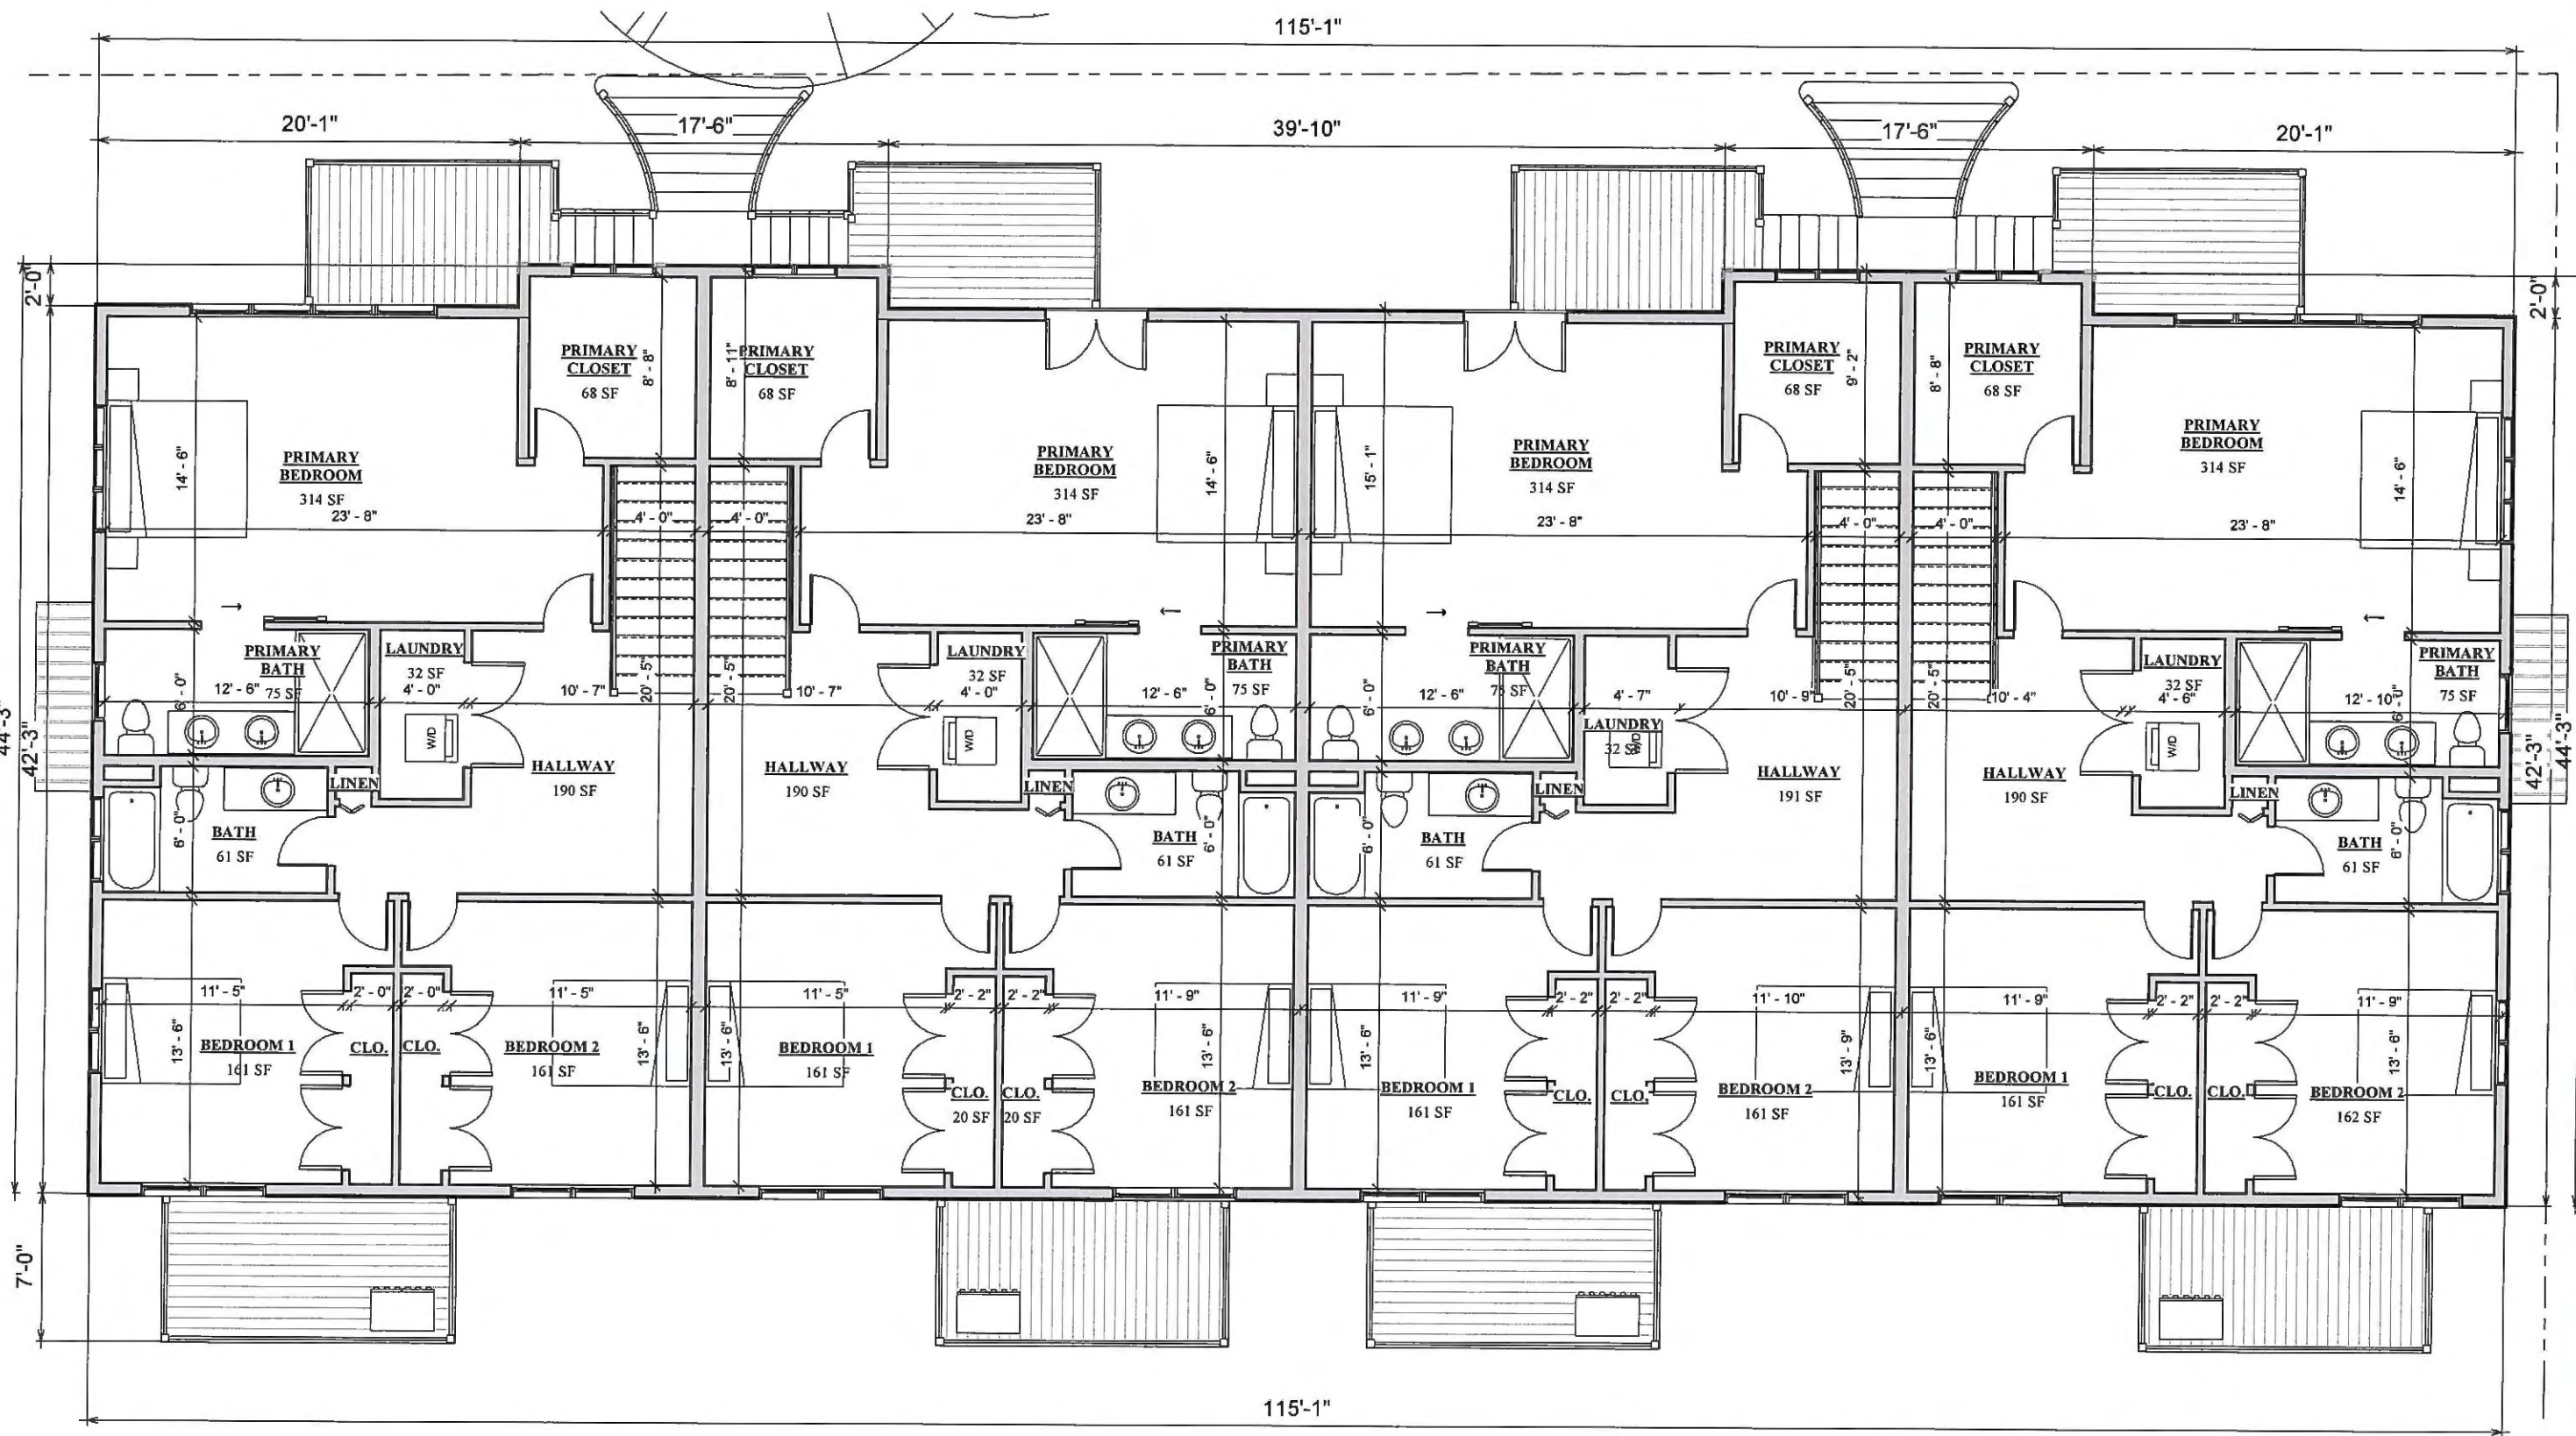 115'-1"
20'-1"
17'-6"
39'-10"
17'-6"
20'-1"
2'-0"
2'-0"
PRIMARY
CLOSET
68 SF
8' - 8"
8' - 11"
PRIMARY
CLOSET
68 SF
PRIMARY
CLOSET
68 SF
9' - 2"
8' - 8"
PRIMARY
CLOSET
68 SF
14' - 6"
PRIMARY
BEDROOM
314 SF
23' - 8"
4' - 0"
4' - 0"
PRIMARY
BEDROOM
314 SF
23' - 8"
14' - 6"
15' - 1"
PRIMARY
BEDROOM
314 SF
23' - 8"
4' - 0"
4' - 0"
PRIMARY
BEDROOM
314 SF
23' - 8"
14' - 6"
PRIMARY
BATH
75 SF
12' - 6"
6' - 0"
LAUNDRY
32 SF
4' - 0"
W/D
10' - 7"
20' - 5"
20' - 5"
10' - 7"
LAUNDRY
32 SF
4' - 0"
W/D
PRIMARY
BATH
75 SF
12' - 6"
6' - 0"
6' - 0"
PRIMARY
BATH
75 SF
12' - 6"
4' - 7"
LAUNDRY
32 SF
W/D
10' - 9"
20' - 5"
20' - 5"
10' - 4"
LAUNDRY
32 SF
4' - 6"
W/D
PRIMARY
BATH
75 SF
12' - 10"
6' - 0"
44'-3"
42'-3"
42'-3"
44'-3"
LINEN
HALLWAY
190 SF
HALLWAY
190 SF
LINEN
LINEN
HALLWAY
191 SF
HALLWAY
190 SF
LINEN
6' - 0"
BATH
61 SF
BATH
61 SF
6' - 0"
6' - 0"
BATH
61 SF
BATH
61 SF
6' - 0"
11' - 5"
2' - 0"
2' - 0"
11' - 5"
11' - 5"
2' - 2"
2' - 2"
11' - 9"
11' - 9"
2' - 2"
2' - 2"
11' - 10"
11' - 9"
2' - 2"
2' - 2"
11' - 9"
13' - 6"
BEDROOM 1
161 SF
CLO.
CLO.
BEDROOM 2
161 SF
13' - 6"
13' - 6"
BEDROOM 1
161 SF
CLO.
20 SF
CLO.
20 SF
BEDROOM 2
161 SF
13' - 6"
13' - 6"
BEDROOM 1
161 SF
CLO.
CLO.
BEDROOM 2
161 SF
13' - 9"
13' - 6"
BEDROOM 1
161 SF
CLO.
CLO.
BEDROOM 2
162 SF
13' - 6"
7'-0"
115'-1"